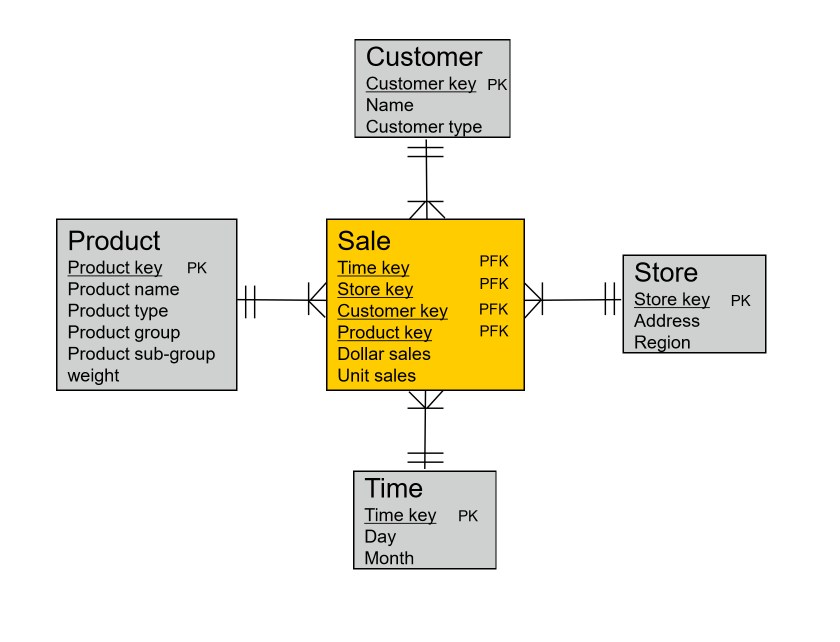 Customer
Customer key PK
Name
Customer type
Product
Product key PK
Product name
Product type
Product group
Product sub-group
weight
Sale
Time key PFK
Store key PFK
Customer key PFK
Product key PFK
Dollar sales
Unit sales
Store
Store key PK
Address
Region
Time
Time key PK
Day
Month